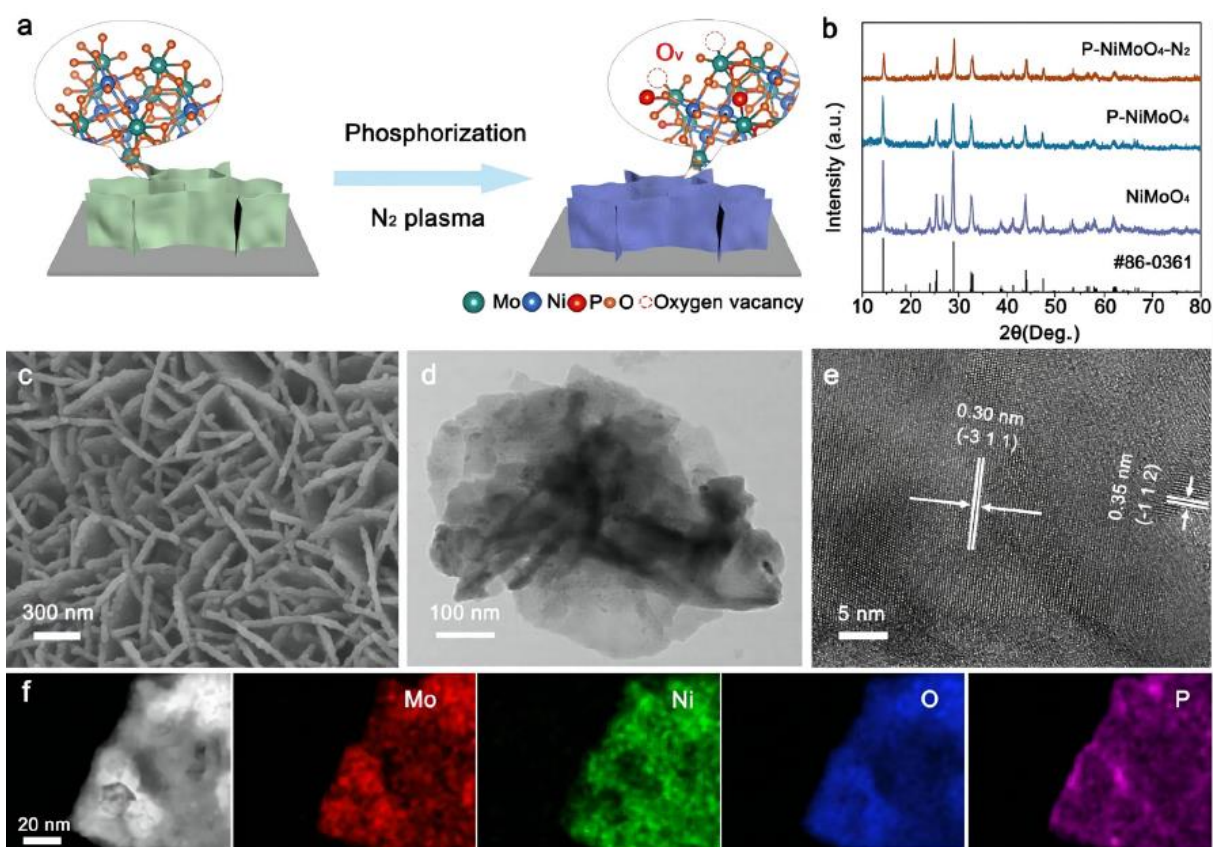 a
O_v
Phosphorization
N₂ plasma
Mo Ni P O Oxygen vacancy
b
P-NiMoO₄-N₂
P-NiMoO₄
NiMoO₄
#86-0361
Intensity (a.u.)
10 20 30 40 50 60 70 80
2θ(Deg.)
c
300 nm
d
100 nm
e
0.30 nm
(-3 1 1)
0.35 nm
(-1 1 2)
5 nm
f
20 nm
Mo
Ni
O
P